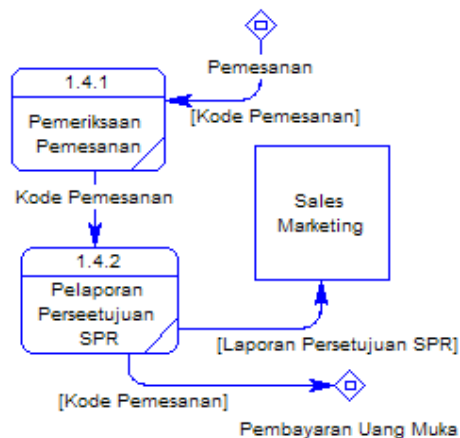 Pemesanan
[Kode Pemesanan]
1.4.1
Pemeriksaan
Pemesanan
Kode Pemesanan
Sales
Marketing
1.4.2
Pelaporan
Perseetujuan
SPR
[Laporan Persetujuan SPR]
[Kode Pemesanan]
Pembayaran Uang Muka